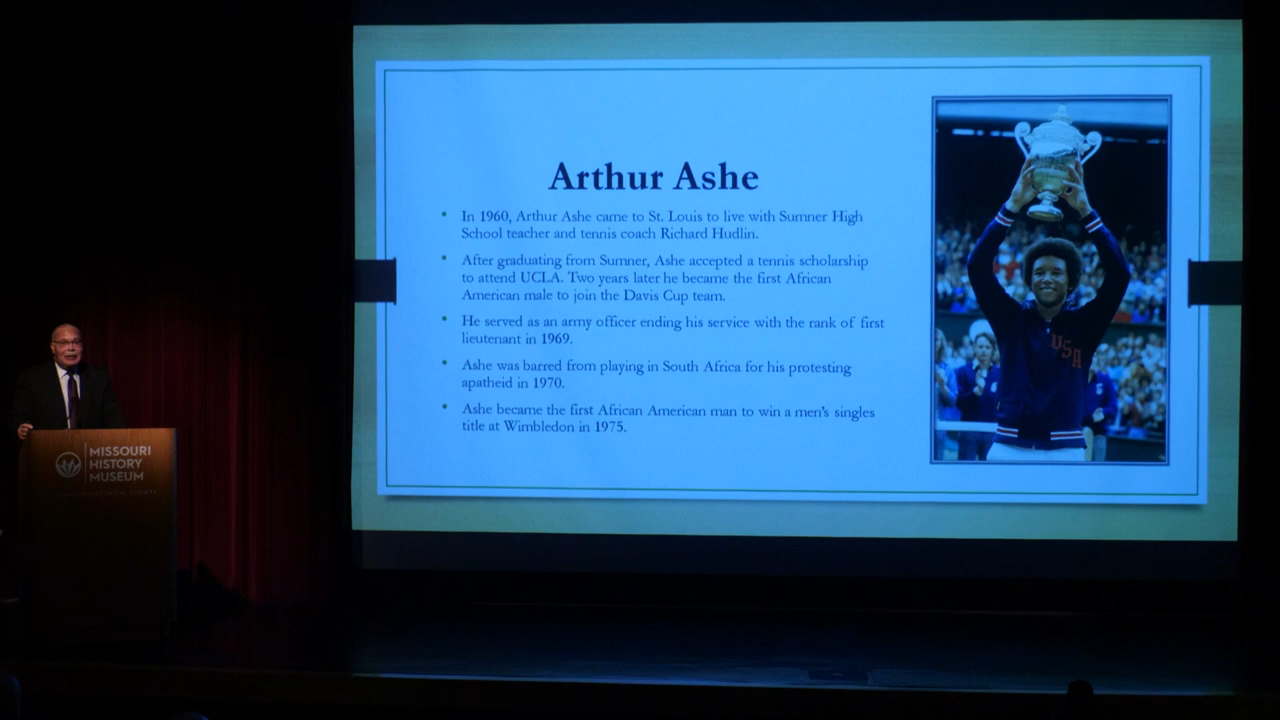 Arthur Ashe
• In 1960, Arthur Ashe came to St. Louis to live with Sumner High
School teacher and tennis coach Richard Hudlin.
• After graduating from Sumner, Ashe accepted a tennis scholarship
to attend UCLA. Two years later he became the first African
American male to join the Davis Cup team.
• He served as an army officer ending his service with the rank of first
lieutenant in 1969.
• Ashe was barred from playing in South Africa for his protesting
apatheid in 1970.
• Ashe became the first African American man to win a men's singles
title at Wimbledon in 1975.
USA
MISSOURI
HISTORY
MUSEUM